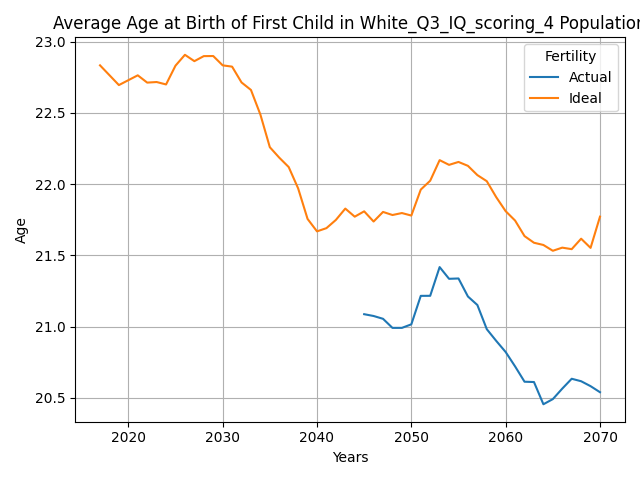 Average Age at Birth of First Child in White_Q3_IQ_scoring_4 Population
Fertility
Actual
Ideal
23.0
22.5
22.0
21.5
21.0
20.5
Age
2020 2030 2040 2050 2060 2070
Years